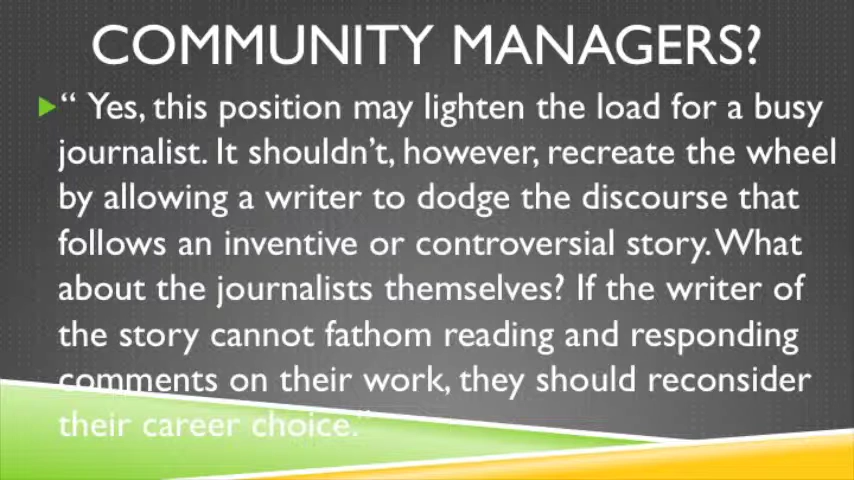 COMMUNITY MANAGERS?
“ Yes, this position may lighten the load for a busy
journalist. It shouldn’t, however, recreate the wheel
by allowing a writer to dodge the discourse that
follows an inventive or controversial story. What
about the journalists themselves? If the writer of
the story cannot fathom reading and responding
comments on their work, they should reconsider
their career choice.”